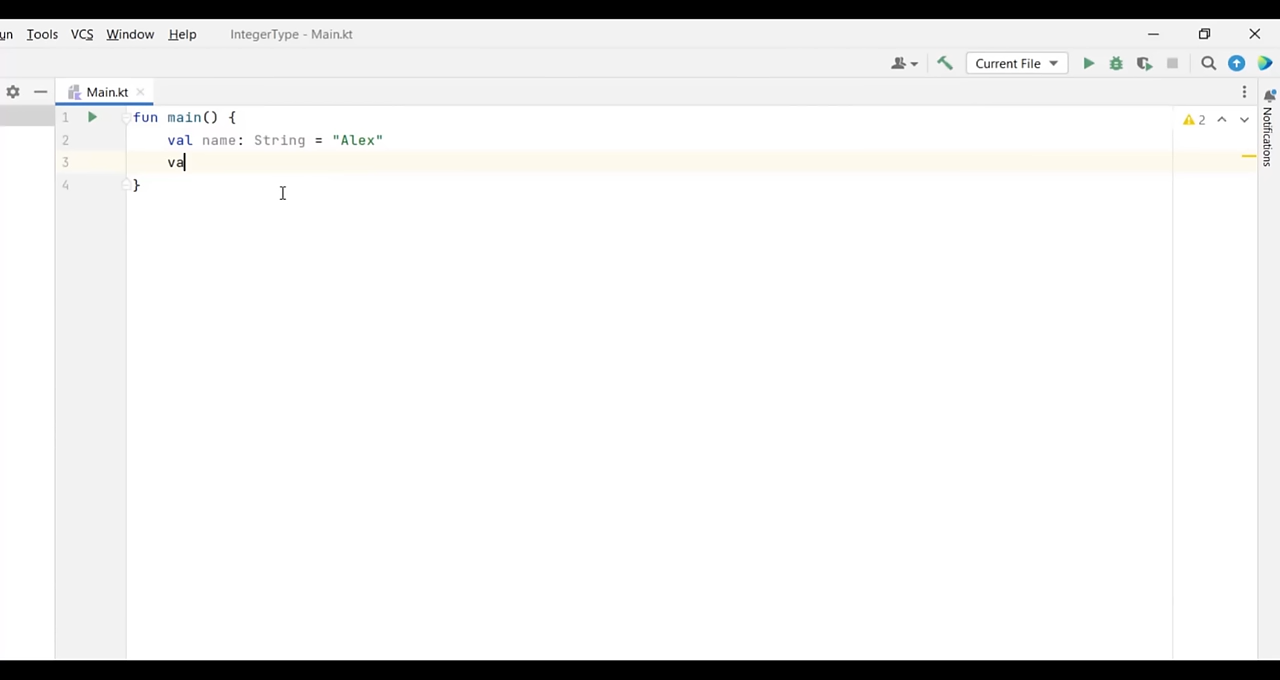 un Tools VCS Window Help IntegerType - Main.kt
Current File
Main.kt
1 fun main() {
2 val name: String = "Alex"
3 va
4 }
2
Notifications